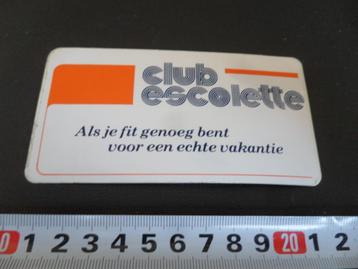 club
escolette
Als je fit genoeg bent
voor een echte vakantie
0 1 2 3 4 5 6 7 8 9 20 1 2